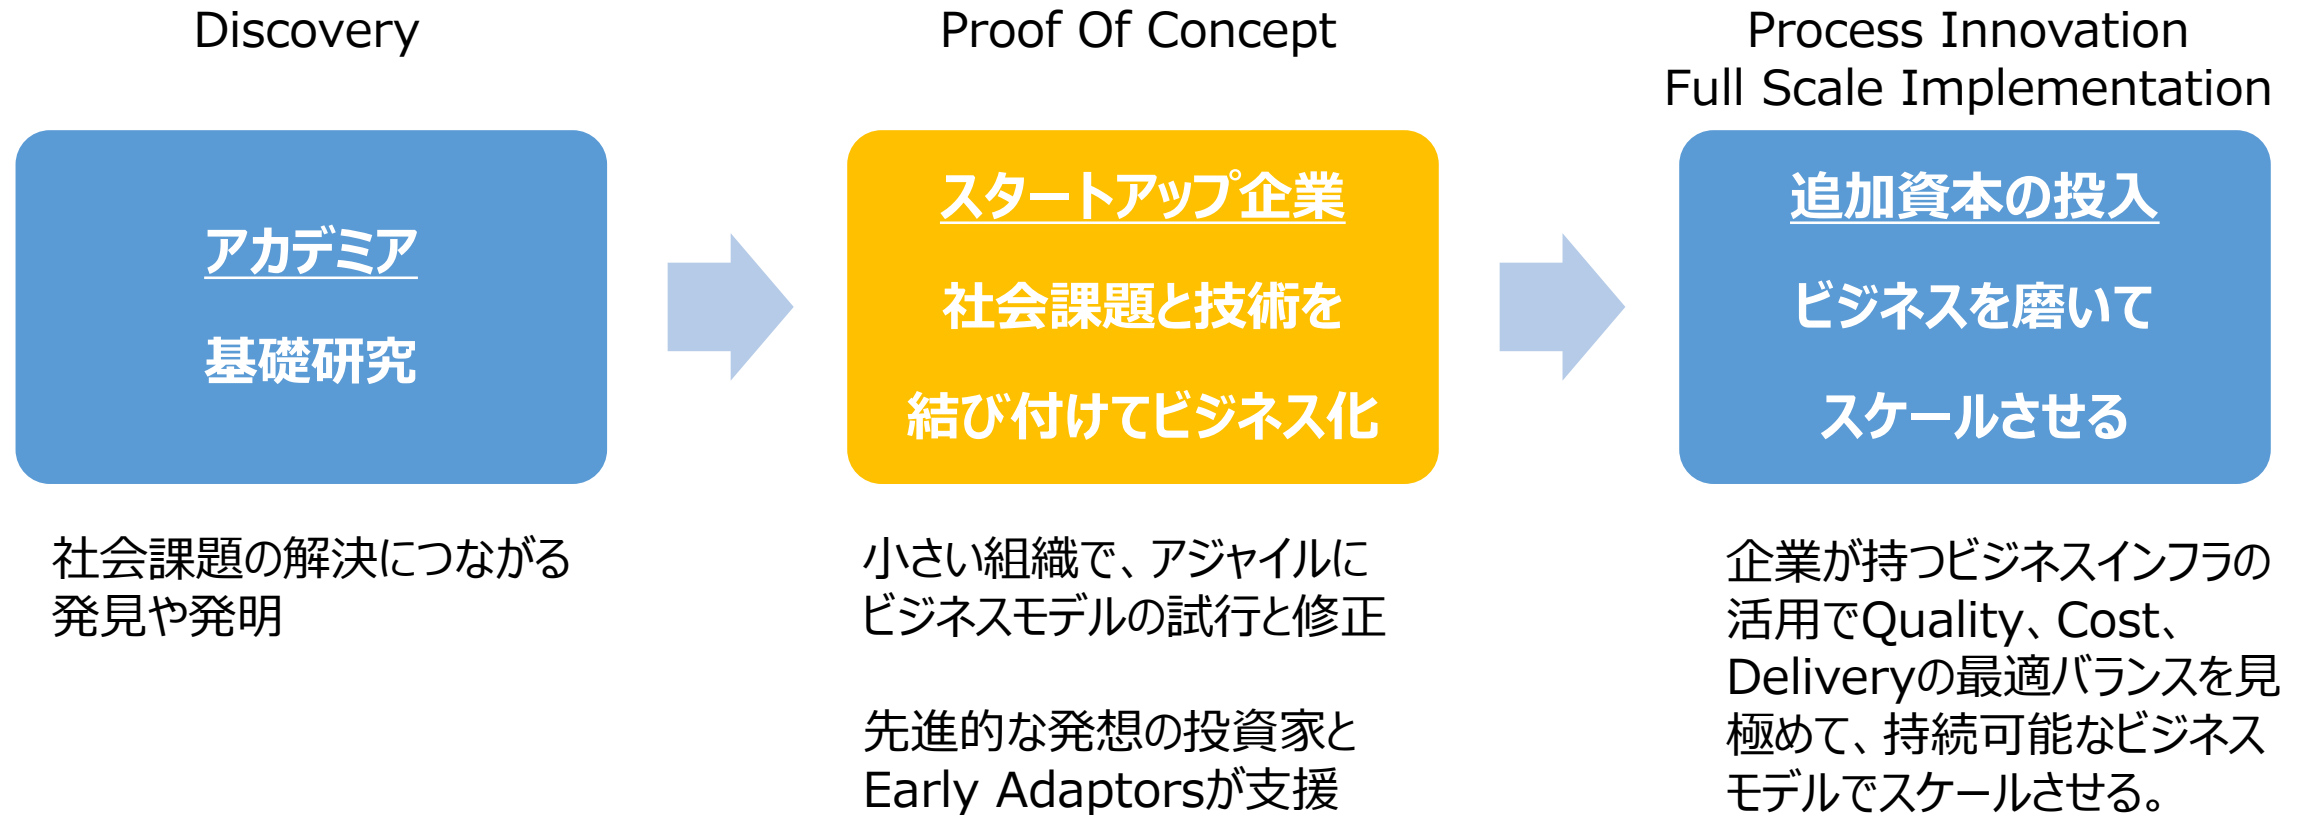 Discovery
アカデミア
基礎研究
社会課題の解決につながる
発見や発明
Proof Of Concept
スタートアップ企業
社会課題と技術を
結び付けてビジネス化
小さい組織で、アジャイルに
ビジネスモデルの試行と修正
先進的な発想の投資家と
Early Adaptorsが支援
Process Innovation
Full Scale Implementation
追加資本の投入
ビジネスを磨いて
スケールさせる
企業が持つビジネスインフラの
活用でQuality、Cost、
Deliveryの最適バランスを見
極めて、持続可能なビジネス
モデルでスケールさせる。